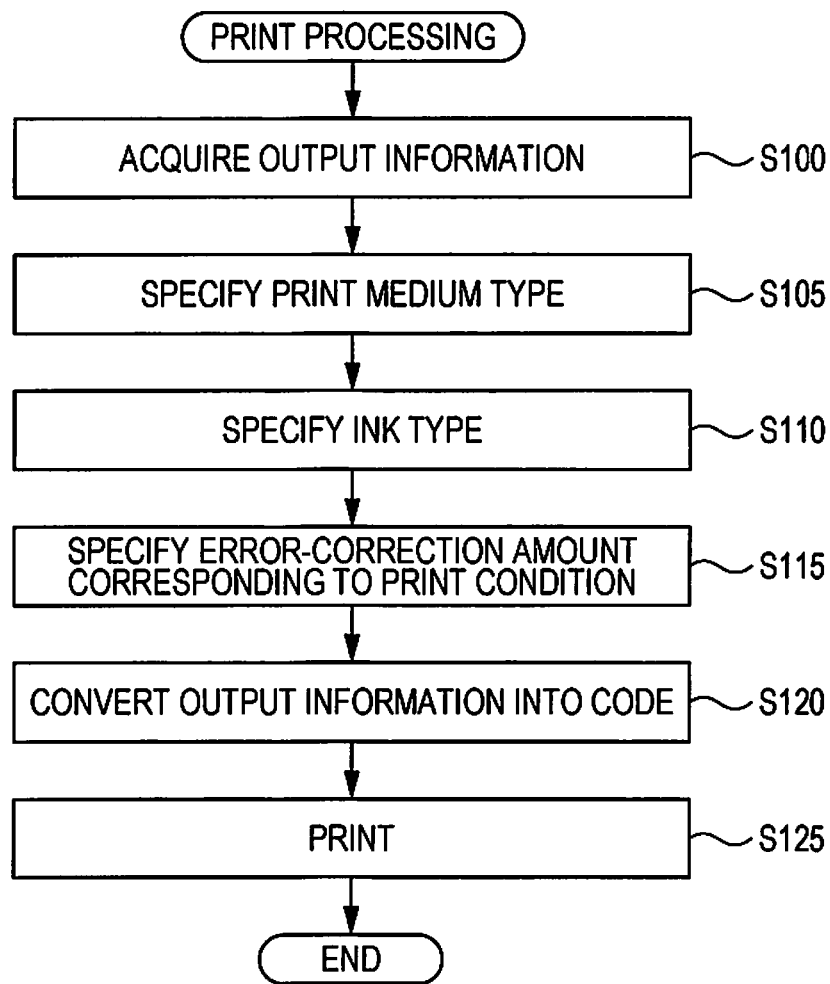 PRINT PROCESSING
ACQUIRE OUTPUT INFORMATION
S100
SPECIFY PRINT MEDIUM TYPE
S105
SPECIFY INK TYPE
S110
SPECIFY ERROR-CORRECTION AMOUNT
CORRESPONDING TO PRINT CONDITION
S115
CONVERT OUTPUT INFORMATION INTO CODE
S120
PRINT
S125
END